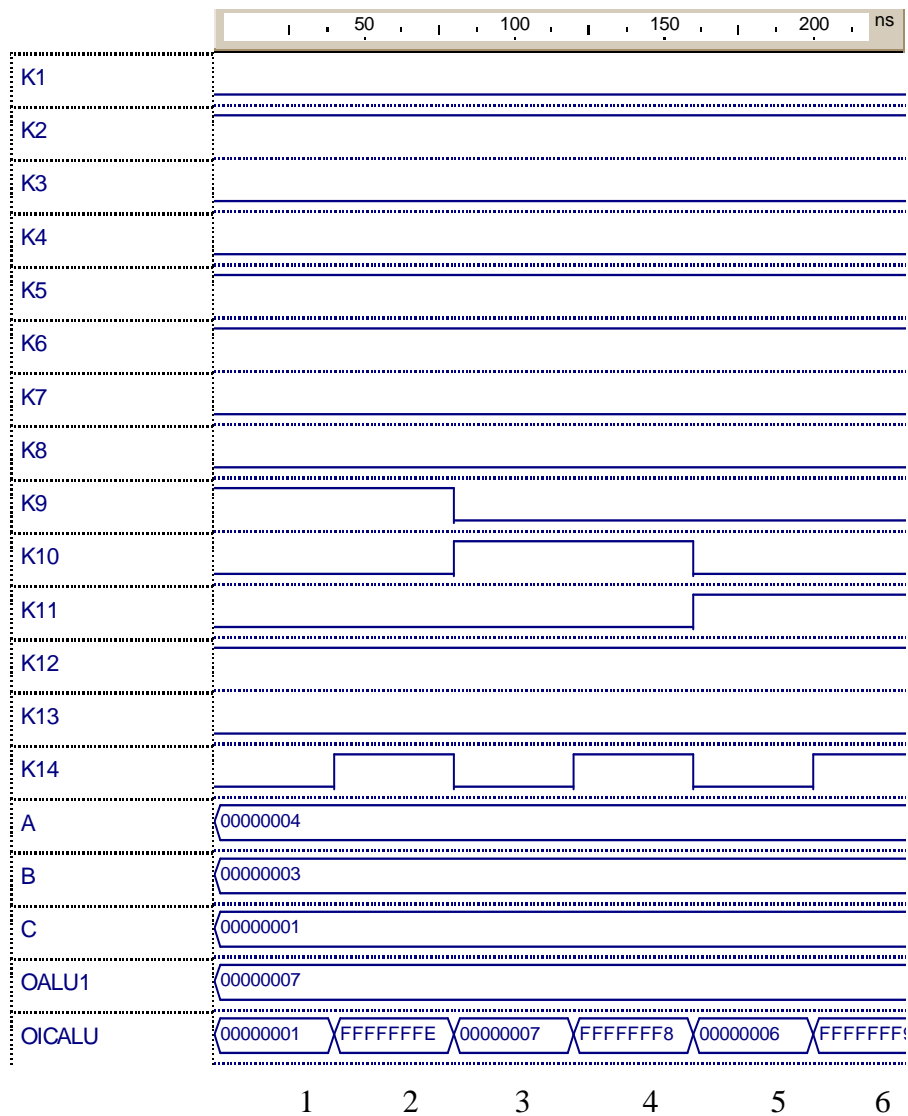 50 100 150 200 ns
K1
K2
K3
K4
K5
K6
K7
K8
K9
K10
K11
K12
K13
K14
A 00000004
B 00000003
C 00000001
OALU1 00000007
OICALU 00000001 FFFFFFFE 00000007 FFFFFFF8 00000006 FFFFFFF9
1 2 3 4 5 6